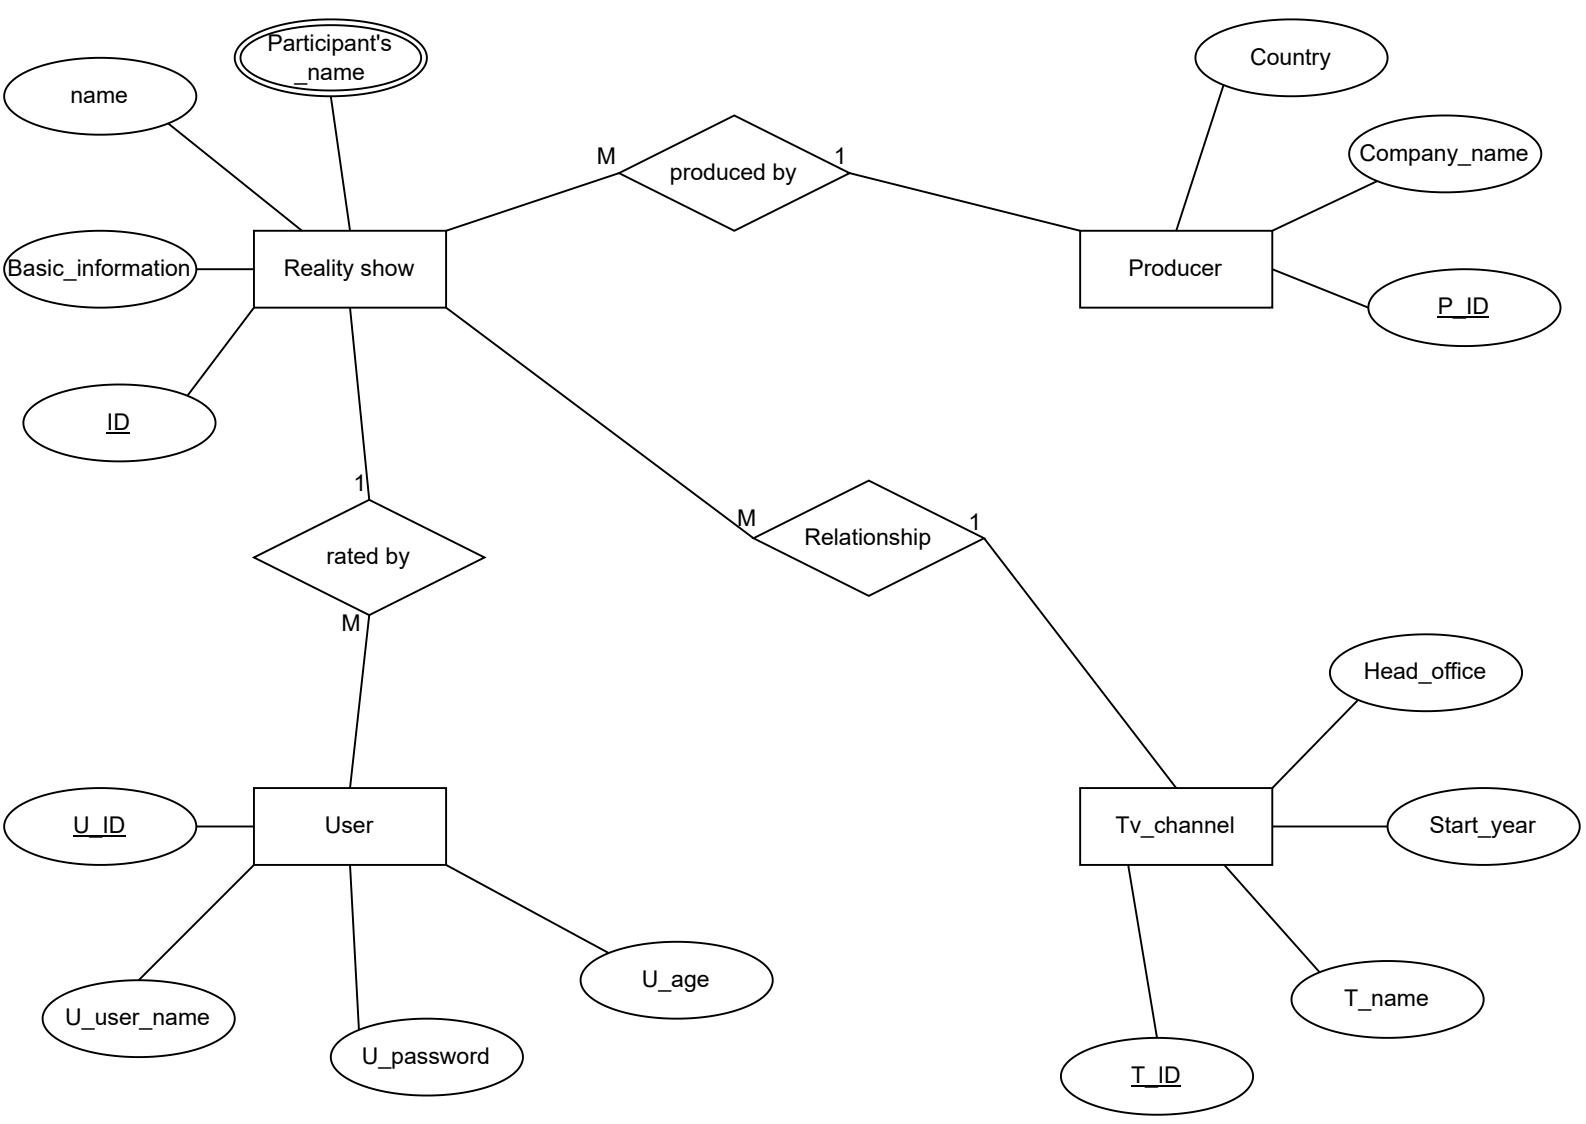 Participant's
_name
Country
name
Company_name
M
1
produced by
Basic_information
Reality show
Producer
P_ID
ID
1
M
1
Relationship
rated by
M
Head_office
U_ID
User
Tv_channel
Start_year
U_age
T_name
U_user_name
U_password
T_ID